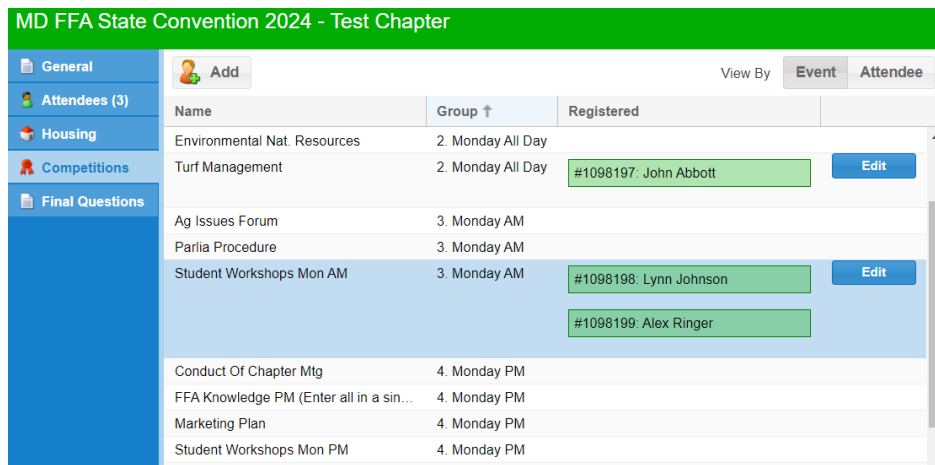 MD FFA State Convention 2024 - Test Chapter
General
Attendees (3)
Housing
Competitions
Final Questions
Add
View By Event Attendee
Name Group ↑ Registered
Environmental Nat. Resources 2. Monday All Day
Turf Management 2. Monday All Day #1098197: John Abbott Edit
Ag Issues Forum 3. Monday AM
Parlia Procedure 3. Monday AM
Student Workshops Mon AM 3. Monday AM #1098198: Lynn Johnson Edit
#1098199: Alex Ringer
Conduct Of Chapter Mtg 4. Monday PM
FFA Knowledge PM (Enter all in a sin... 4. Monday PM
Marketing Plan 4. Monday PM
Student Workshops Mon PM 4. Monday PM